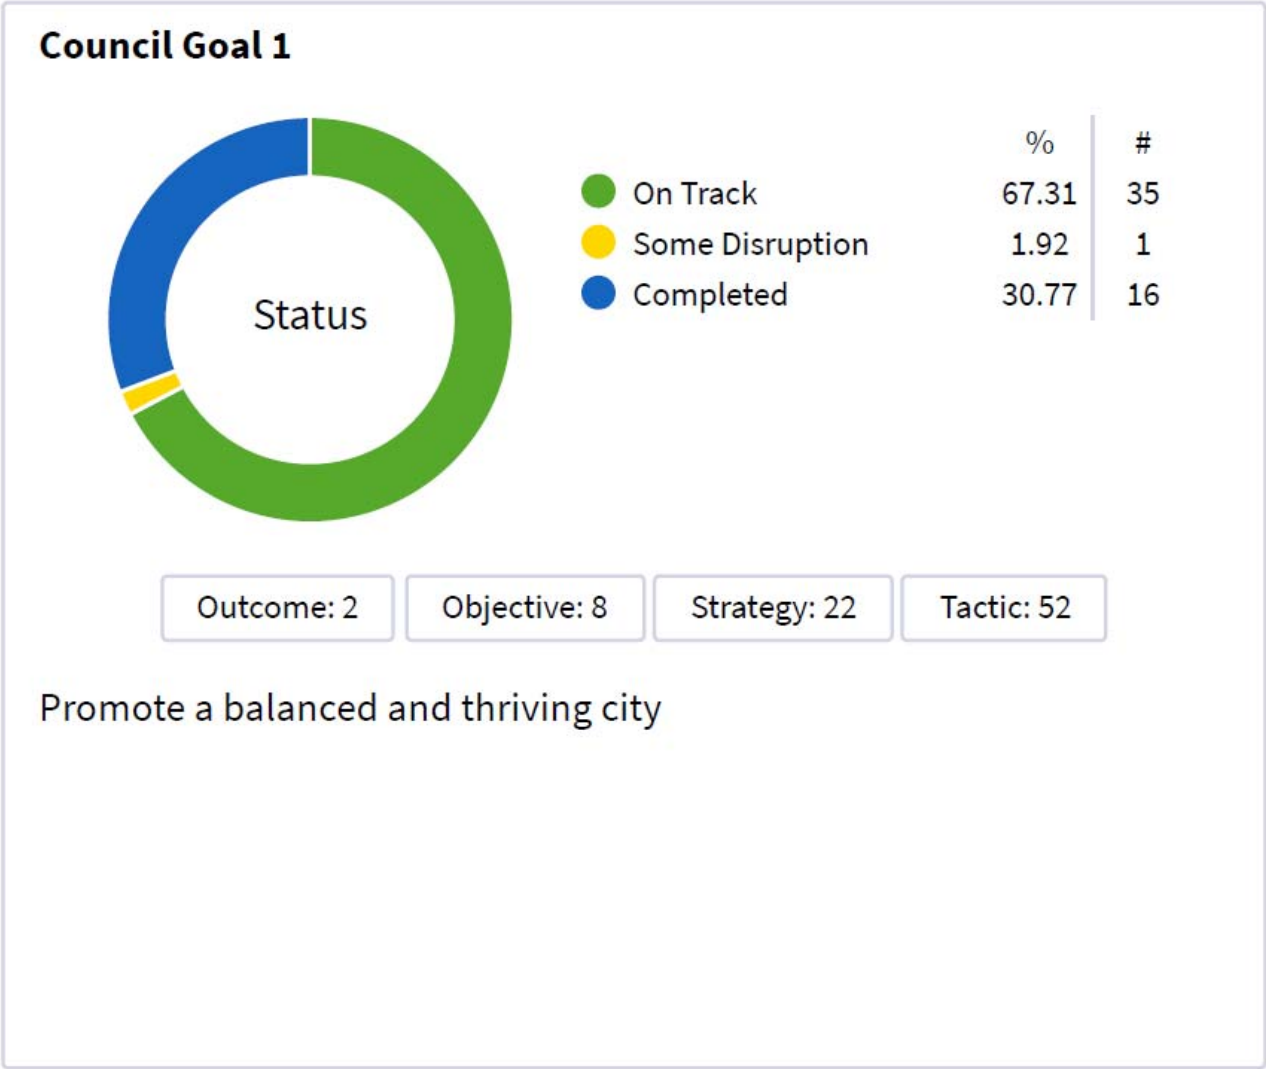 Council Goal 1
% #
On Track 67.31 35
Some Disruption 1.92 1
Completed 30.77 16
Status
Outcome: 2 Objective: 8 Strategy: 22 Tactic: 52
Promote a balanced and thriving city